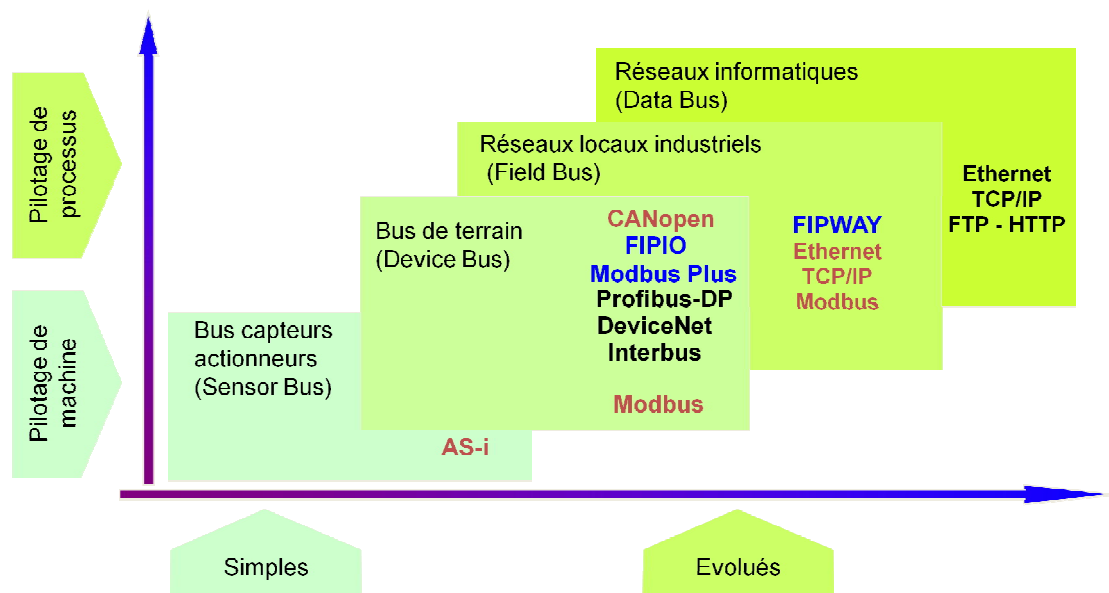 Réseaux informatiques
(Data Bus)
Ethernet
TCP/IP
FTP - HTTP
Réseaux locaux industriels
(Field Bus)
FIPWAY
Ethernet
TCP/IP
Modbus
Bus de terrain
(Device Bus)
CANopen
FIPIO
Modbus Plus
Profibus-DP
DeviceNet
Interbus
Modbus
Bus capteurs
actionneurs
(Sensor Bus)
AS-i
Pilotage de
processus
Pilotage de
machine
Simples
Evolués